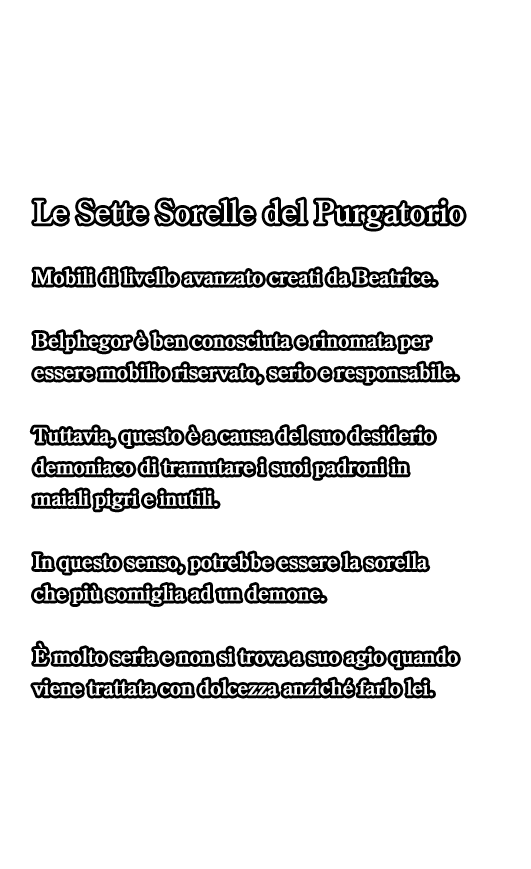 Le Sette Sorelle del Purgatorio
Mobili di livello avanzato creati da Beatrice.
Belphegor è ben conosciuta e rinomata per
essere mobilio riservato, serio e responsabile.
Tuttavia, questo è a causa del suo desiderio
demoniaco di tramutare i suoi padroni in
maiali pigri e inutili.
In questo senso, potrebbe essere la sorella
che più somiglia ad un demone.
È molto seria e non si trova a suo agio quando
viene trattata con dolcezza anziché farlo lei.